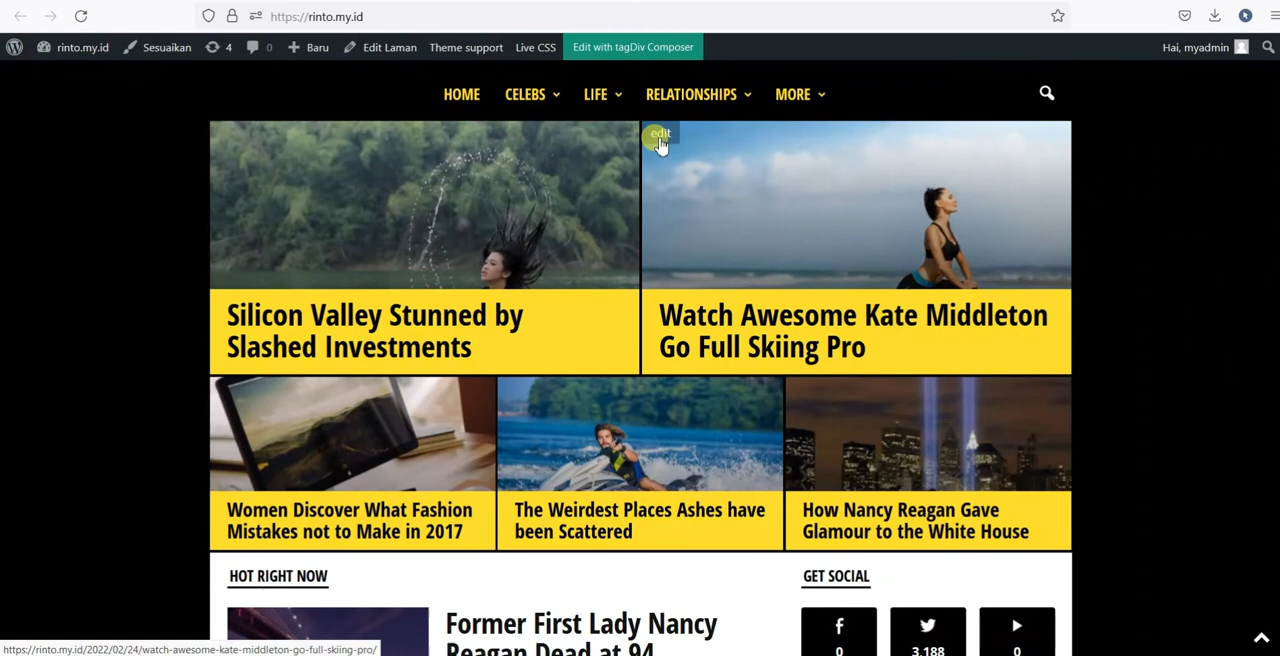 https://rinto.my.id
rinto.my.id Sesuaikan 4 0 Baru Edit Laman Theme support Live CSS Edit with tagDiv Composer Hai, myadmin
HOME CELEBS LIFE RELATIONSHIPS MORE
edit
Silicon Valley Stunned by
Slashed Investments
Watch Awesome Kate Middleton
Go Full Skiing Pro
Women Discover What Fashion
Mistakes not to Make in 2017
The Weirdest Places Ashes have
been Scattered
How Nancy Reagan Gave
Glamour to the White House
HOT RIGHT NOW
GET SOCIAL
Former First Lady Nancy
Reagan Dead at 94
0 3,188 0
https://rinto.my.id/2022/02/24/watch-awesome-kate-middleton-go-full-skiing-pro/